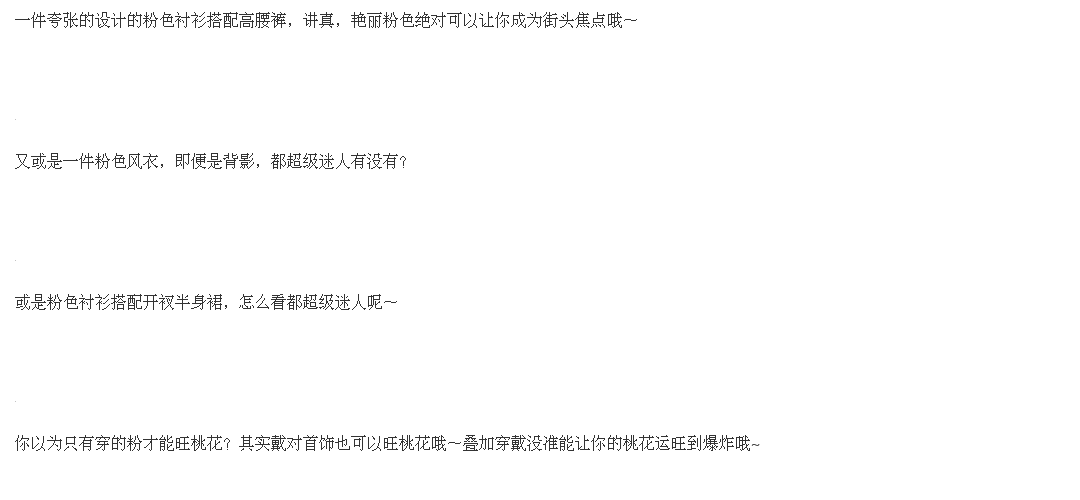 一件夸张的设计的粉色衬衫搭配高腰裤，讲真，艳丽粉色绝对可以让你成为街头焦点哦～
又或是一件粉色风衣，即便是背影，都超级迷人有没有？
或是粉色衬衫搭配开衩半身裙，怎么看都超级迷人呢～
你以为只有穿的粉才能旺桃花？其实戴对首饰也可以旺桃花哦～叠加穿戴没准能让你的桃花运旺到爆炸哦~